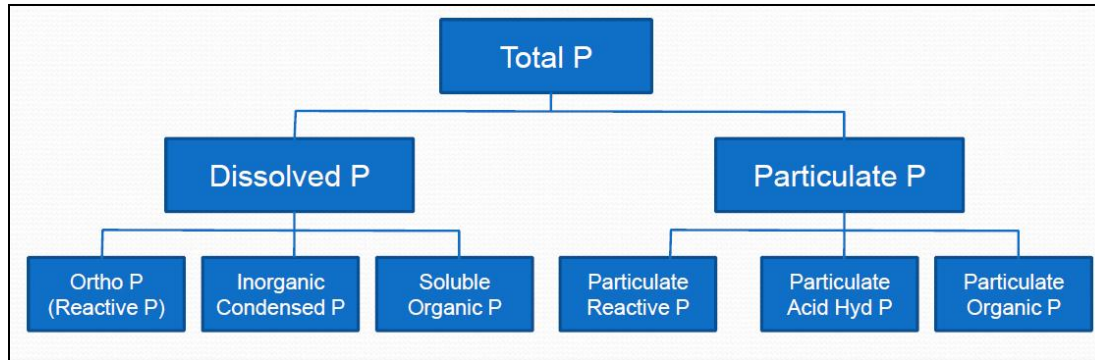 Total P
Dissolved P
Particulate P
Ortho P
(Reactive P)
Inorganic
Condensed P
Soluble
Organic P
Particulate
Reactive P
Particulate
Acid Hyd P
Particulate
Organic P